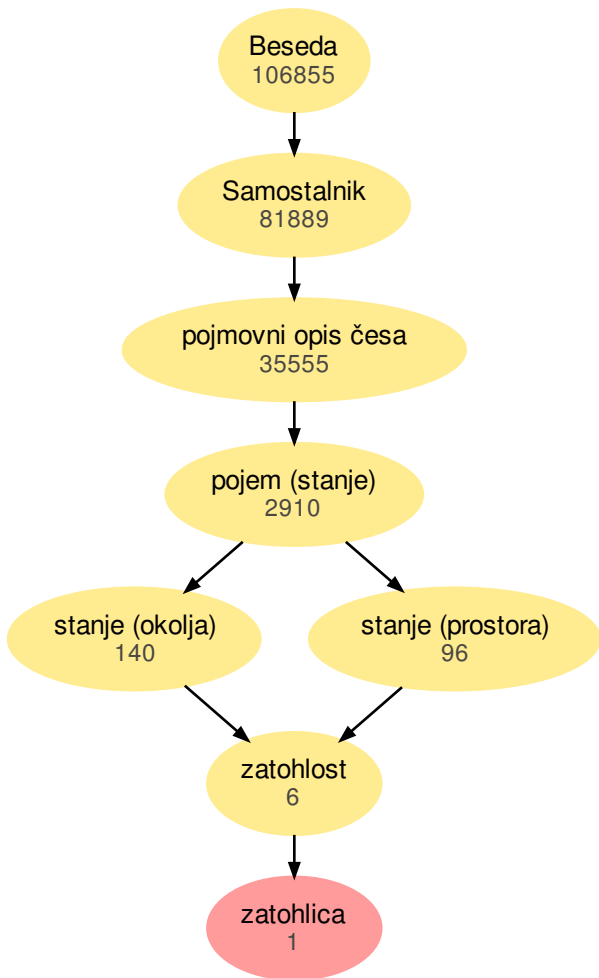 Beseda
106855
Samostalnik
81889
pojmovni opis česa
35555
pojem (stanje)
2910
stanje (okolja)
140
stanje (prostora)
96
zatohlost
6
zatohlica
1